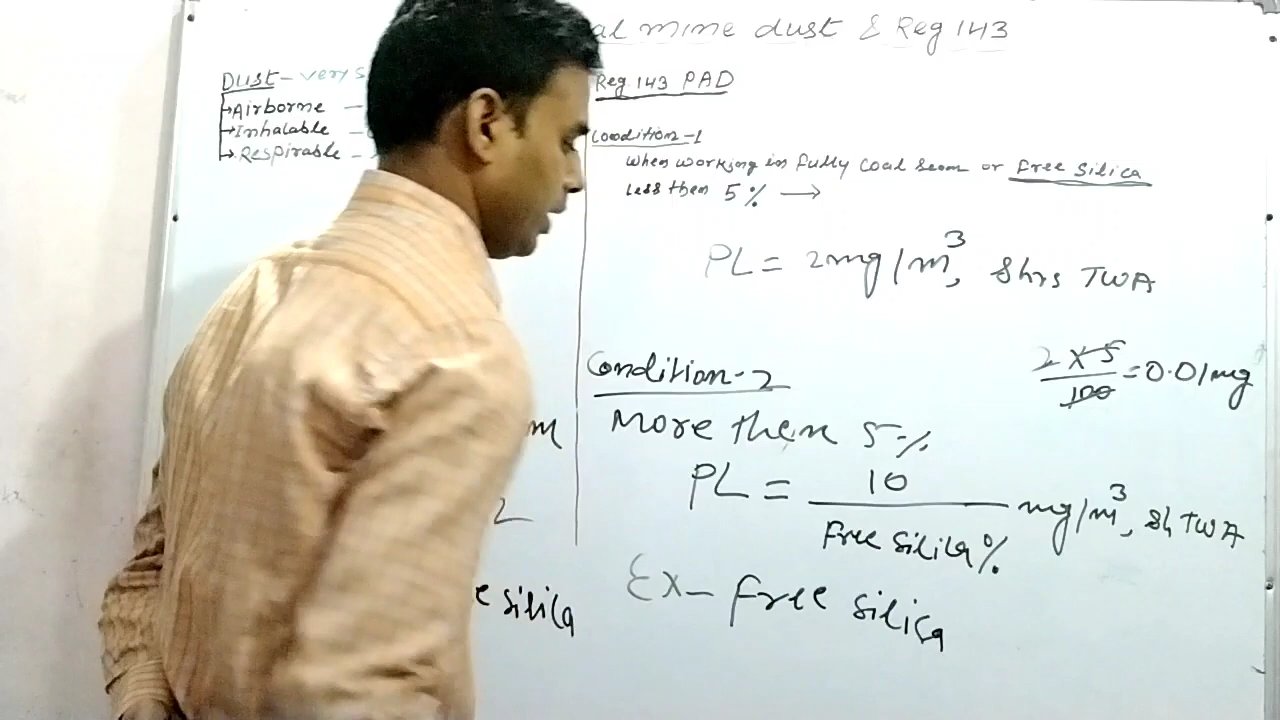 al mine dust & Reg 143
Dust - very s
Airborne -
Inhalable -
Respirable -
m
2
e silica
Reg 143 PAD
Condition-1
When working in fully coal seam or free silica
less then 5% →
PL = 2mg/m³, 8hrs TWA
Condition-2
2 x 5 / 100 = 0.01mg
More then 5%
PL = 10 / Free silica% mg/m³, 8h TWA
Ex- free silica